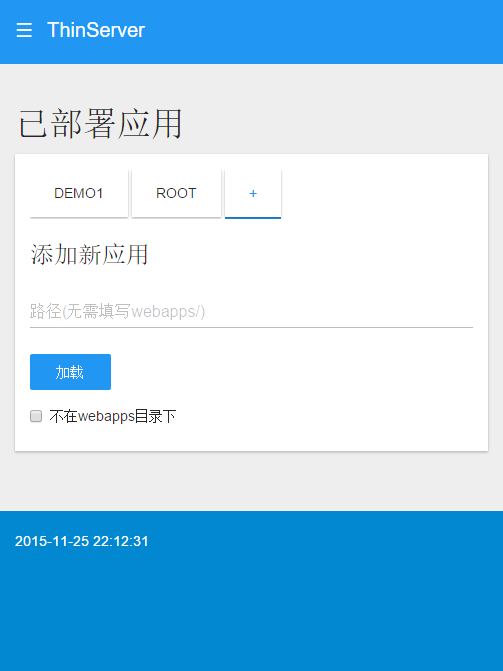 ☰ ThinServer
已部署应用
DEMO1 ROOT +
添加新应用
路径(无需填写webapps/)
加载
不在webapps目录下
2015-11-25 22:12:31